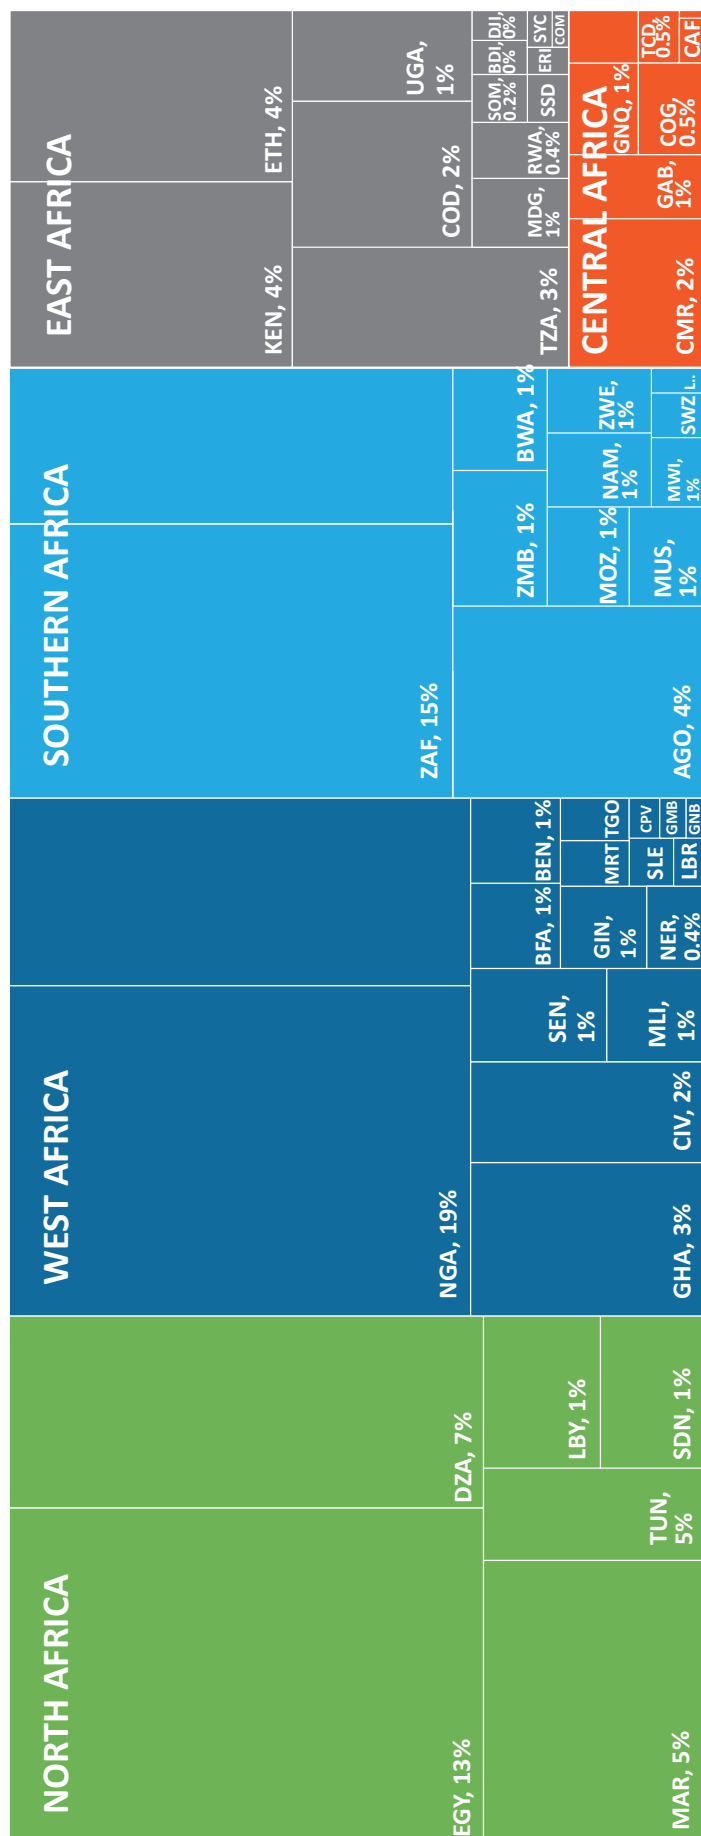 NORTH AFRICA
EGY, 13%
DZA, 7%
MAR, 5%
TUN,
5%
LBY, 1%
SDN, 1%
WEST AFRICA
NGA, 19%
GHA, 3%
CIV, 2%
SEN,
1%
MLI,
1%
BFA, 1%
BEN, 1%
GIN,
1%
NER,
0.4%
MRT
TGO
SLE
LBR
CPV
GMB
GNB
SOUTHERN AFRICA
ZAF, 15%
AGO, 4%
ZMB, 1%
BWA, 1%
MOZ, 1%
MUS,
1%
NAM,
1%
ZWE,
1%
MWI,
1%
SWZ
L..
EAST AFRICA
KEN, 4%
ETH, 4%
TZA, 3%
COD, 2%
UGA,
1%
MDG,
1%
RWA,
0.4%
SOM,
0.2%
SSD
BDI,
0%
DJI,
0%
ERI
SYC
COM
CENTRAL AFRICA
CMR, 2%
GAB,
1%
GNQ, 1%
COG,
0.5%
TCD,
0.5%
CAF